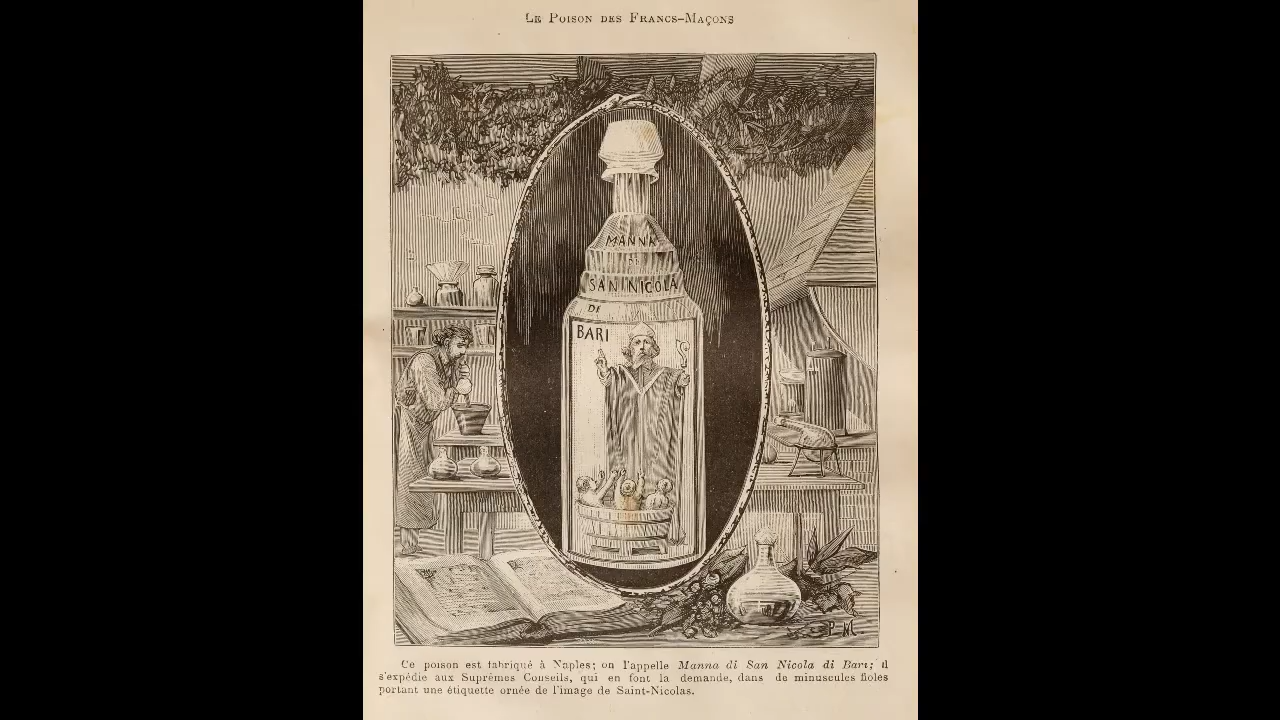 Le Poison des Francs-Maçons
MANNA
DI
SAN NICOLA
DI
BARI
P M
Ce poison est fabriqué à Naples; on l'appelle Manna di San Nicola di Bari; il
s'expédie aux Suprêmes Conseils, qui en font la demande, dans de minuscules fioles
portant une étiquette ornée de l'image de Saint-Nicolas.